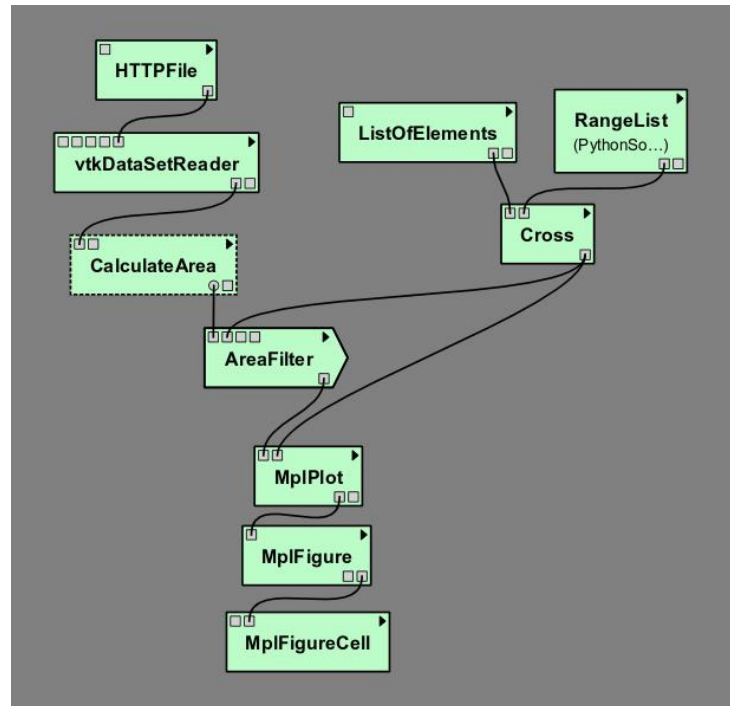 HTTPFile
ListOfElements
RangeList
(PythonSo...)
vtkDataSetReader
Cross
CalculateArea
AreaFilter
MplPlot
MplFigure
MplFigureCell